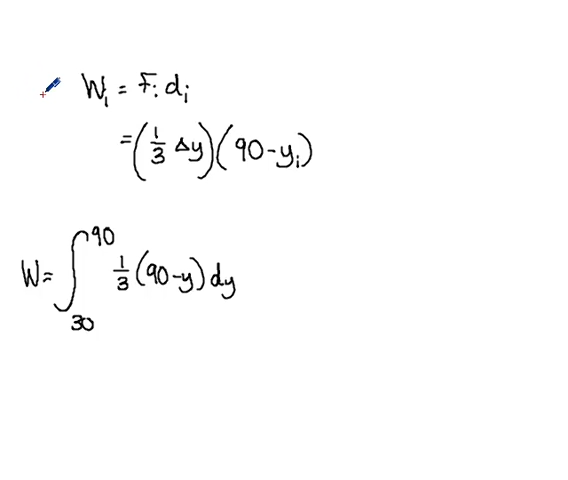 Wᵢ = Fᵢ dᵢ
= (1/3 Δy)(90 - yᵢ)
W = ∫₃₀⁹⁰ 1/3 (90 - y) dy